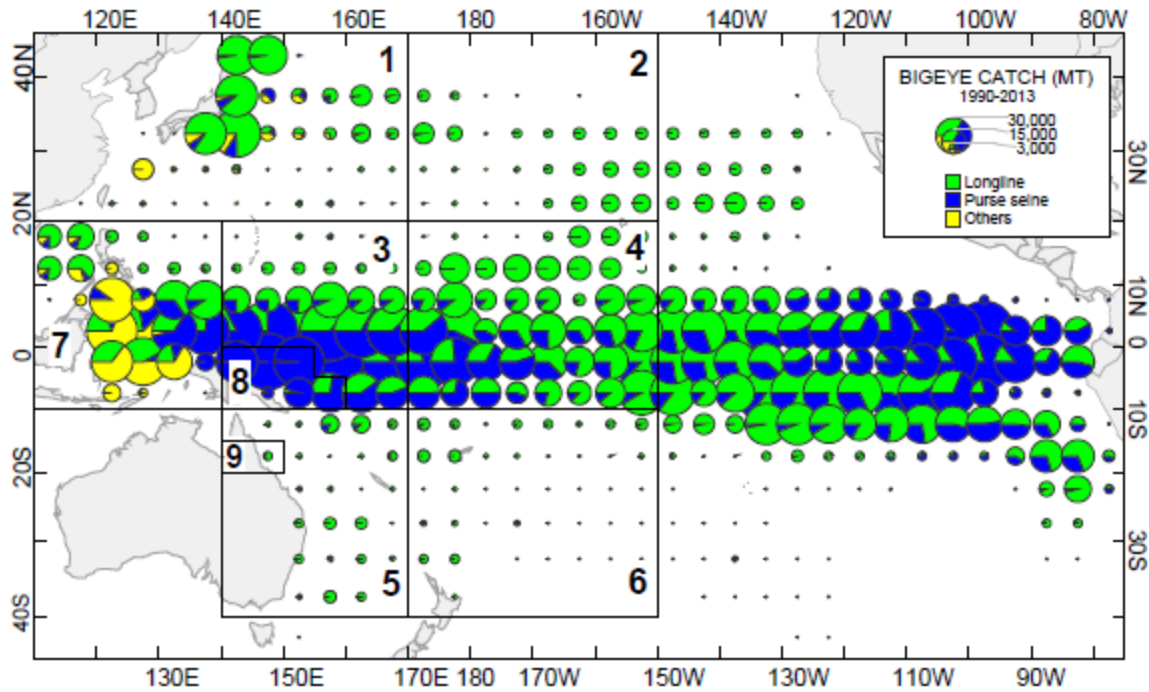 120E 140E 160E 180 160W 140W 120W 100W 80W
1 2
40N
BIGEYE CATCH (MT)
1990-2013
30,000
15,000
3,000
Longline
Purse seine
Others
30N
20N
3 4
10N
7
0 0
8
10S
9
20S
30S
5 6
40S
130E 150E 170E 180 170W 150W 130W 110W 90W